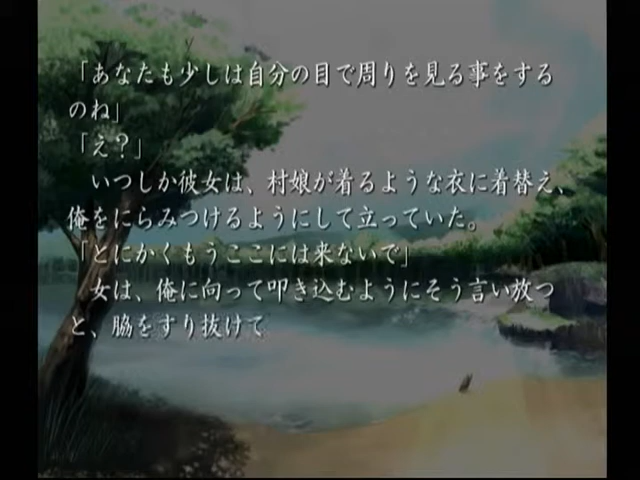 「あなたも少しは自分の目で周りを見る事をする
のね」
「え？」
　いつしか彼女は、村娘が着るような衣に着替え、
俺をにらみつけるようにして立っていた。
「とにかくもうここには来ないで」
　女は、俺に向って叩き込むようにそう言い放つ
と、脇をすり抜けて